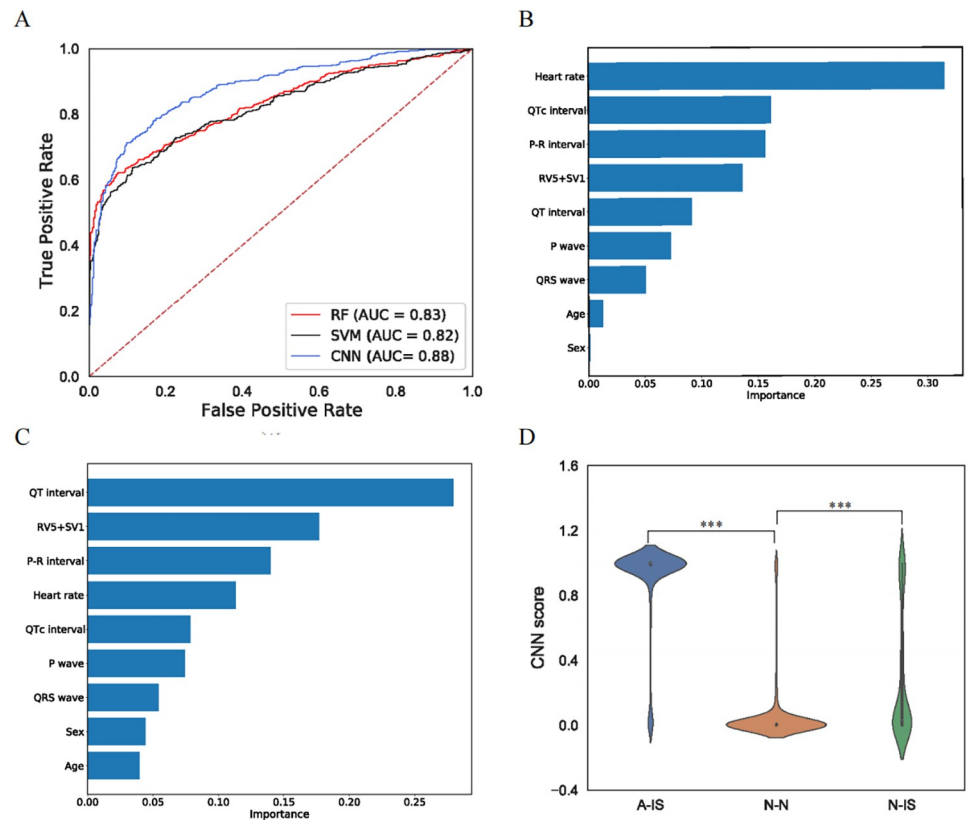 A
1.0
0.8
0.6
0.4
0.2
0.0
True Positive Rate
RF (AUC = 0.83)
SVM (AUC = 0.82)
CNN (AUC= 0.88)
0.0 0.2 0.4 0.6 0.8 1.0
False Positive Rate
B
Heart rate
QTc interval
P-R interval
RV5+SV1
QT interval
P wave
QRS wave
Age
Sex
0.00 0.05 0.10 0.15 0.20 0.25 0.30
Importance
C
QT interval
RV5+SV1
P-R interval
Heart rate
QTc interval
P wave
QRS wave
Sex
Age
0.00 0.05 0.10 0.15 0.20 0.25
Importance
D
1.6
1.2
0.8
0.4
0.0
−0.4
CNN score
*** ***
A-IS N-N N-IS